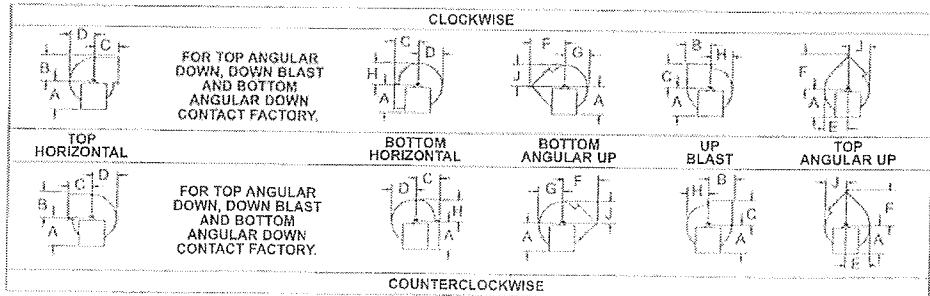 CLOCKWISE
D C
B
A
FOR TOP ANGULAR
DOWN, DOWN BLAST
AND BOTTOM
ANGULAR DOWN
CONTACT FACTORY.
C D
H
A
F G
J
A
B H
C
A
J
F
A
E
TOP
HORIZONTAL
BOTTOM
HORIZONTAL
BOTTOM
ANGULAR UP
UP
BLAST
TOP
ANGULAR UP
C D
B
A
FOR TOP ANGULAR
DOWN, DOWN BLAST
AND BOTTOM
ANGULAR DOWN
CONTACT FACTORY.
D C
H
A
G F
J
A
H B
C
A
J
F
A
E
COUNTERCLOCKWISE